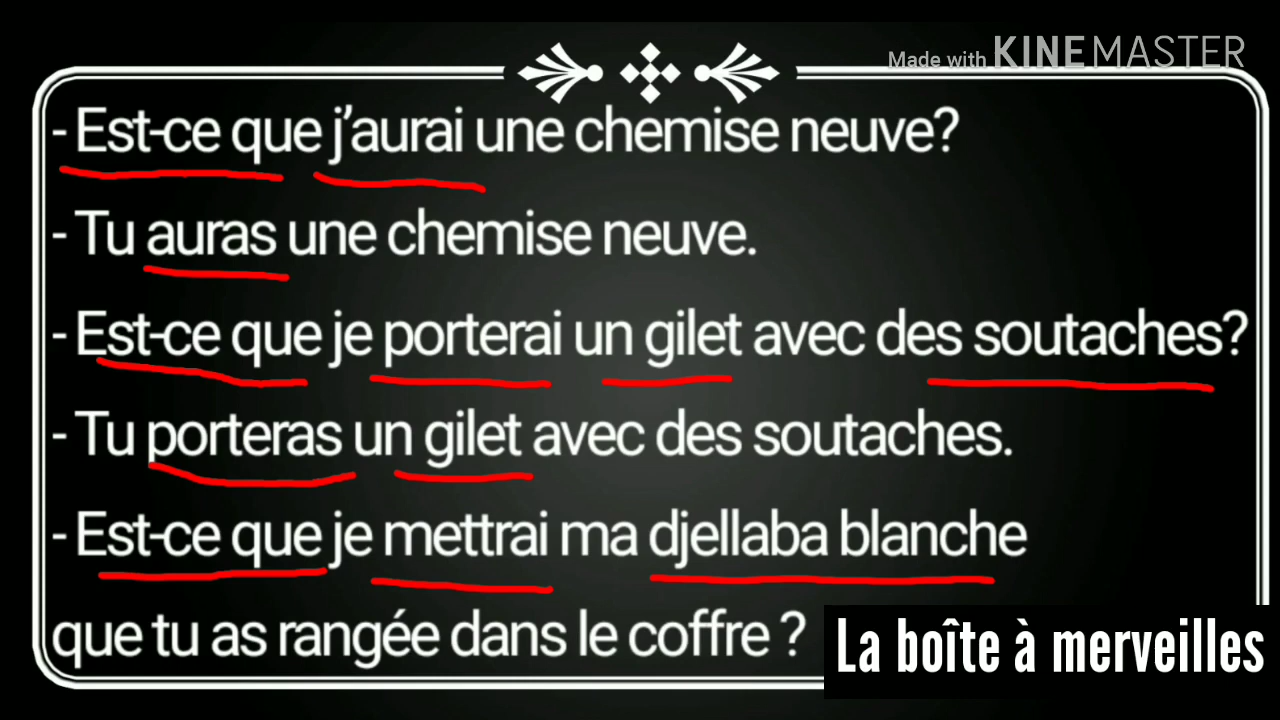 Made with KINEMASTER
- Est-ce que j’aurai une chemise neuve?
- Tu auras une chemise neuve.
- Est-ce que je porterai un gilet avec des soutaches?
- Tu porteras un gilet avec des soutaches.
- Est-ce que je mettrai ma djellaba blanche
que tu as rangée dans le coffre ?
La boîte à merveilles